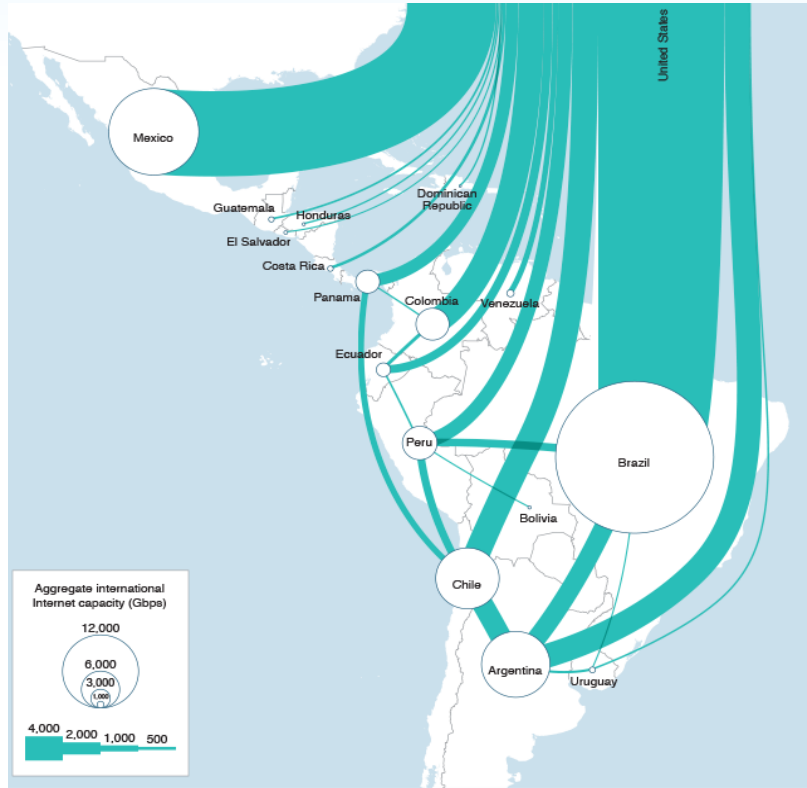 United States
Mexico
Guatemala
Honduras
El Salvador
Dominican
Republic
Costa Rica
Panama
Colombia
Venezuela
Ecuador
Peru
Brazil
Bolivia
Chile
Argentina
Uruguay
Aggregate international
Internet capacity (Gbps)
12,000
6,000
3,000
1,000
4,000 2,000 1,000 500